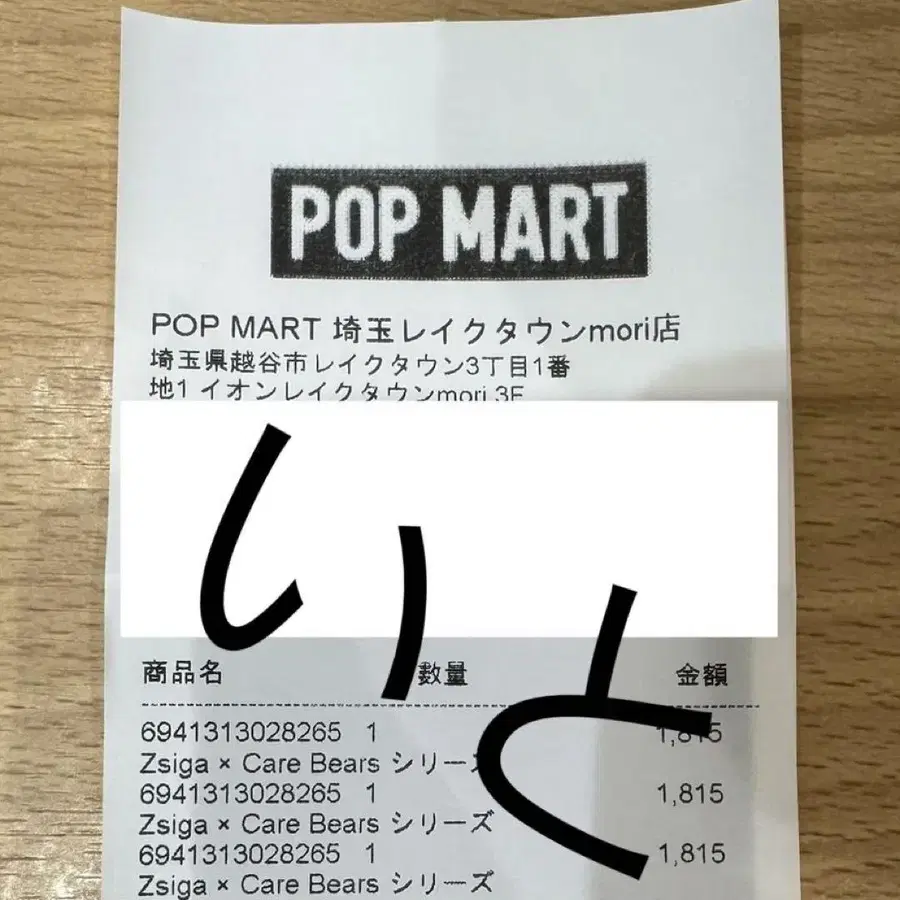 POP MART
POP MART 埼玉レイクタウンmori店
埼玉県越谷市レイクタウン3丁目1番
地1 イオンレイクタウンmori 3F
いと
商品名 数量 金額
6941313028265 1 1,815
Zsiga × Care Bears シリーズ
6941313028265 1 1,815
Zsiga × Care Bears シリーズ
6941313028265 1 1,815
Zsiga × Care Bears シリーズ